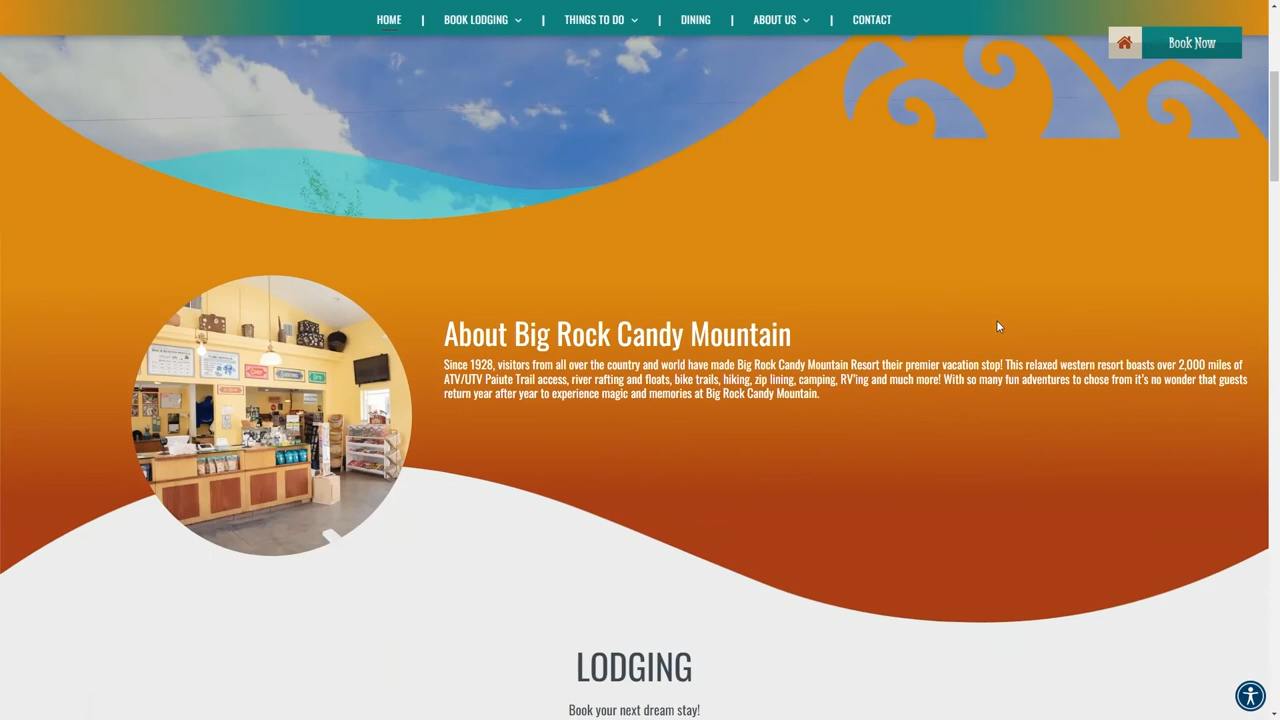 HOME | BOOK LODGING | THINGS TO DO | DINING | ABOUT US | CONTACT
Book Now
About Big Rock Candy Mountain
Since 1928, visitors from all over the country and world have made Big Rock Candy Mountain Resort their premier vacation stop! This relaxed western resort boasts over 2,000 miles of
ATV/UTV Paiute Trail access, river rafting and floats, bike trails, hiking, zip lining, camping, RV'ing and much more! With so many fun adventures to chose from it's no wonder that guests
return year after year to experience magic and memories at Big Rock Candy Mountain.
LODGING
Book your next dream stay!